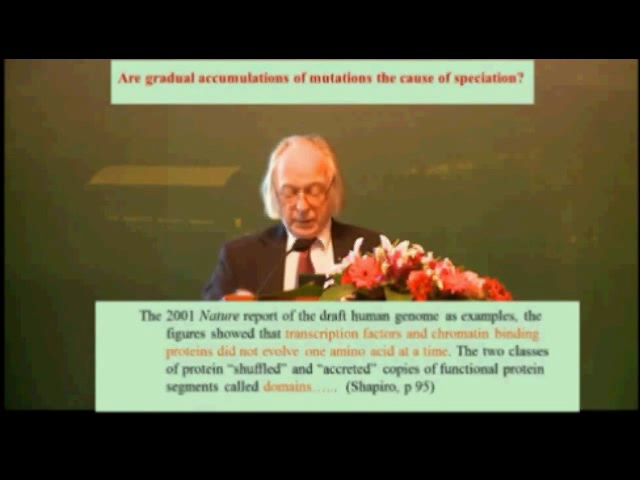 Are gradual accumulations of mutations the cause of speciation?
The 2001 Nature report of the draft human genome as examples, the
figures showed that transcription factors and chromatin binding
proteins did not evolve one amino acid at a time. The two classes
of protein “shuffled” and “accreted” copies of functional protein
segments called domains…… (Shapiro, p 95)